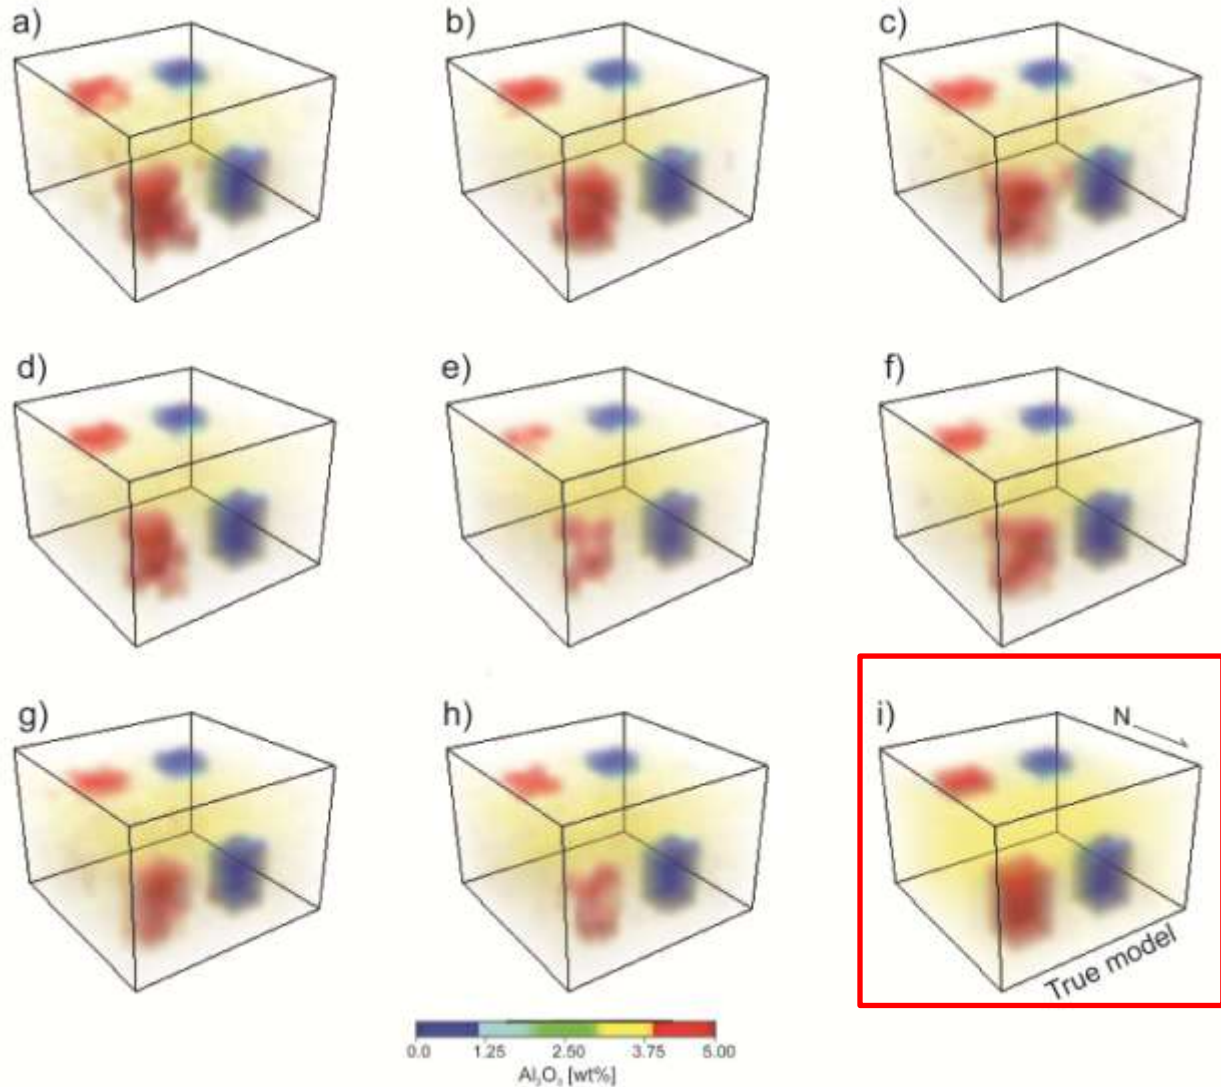 a)
b)
c)
d)
e)
f)
g)
h)
i)
N
True model
0.0 1.25 2.50 3.75 5.00
Al₂O₃ [wt%]